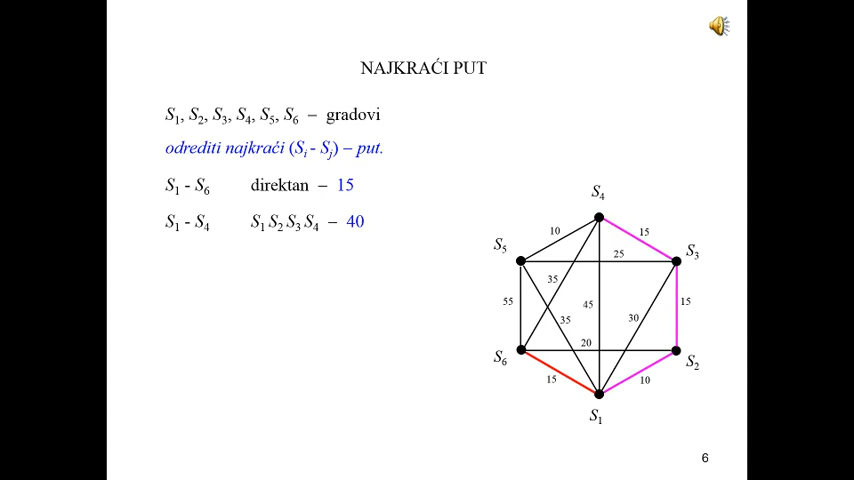 NAJKRAĆI PUT
S1, S2, S3, S4, S5, S6 – gradovi
odrediti najkraći (Si - Sj) – put.
S1 - S6 direktan – 15
S1 - S4 S1 S2 S3 S4 – 40
S4
10
15
S5
25
S3
35
55
45
15
35
30
20
S6
S2
15
10
S1
6